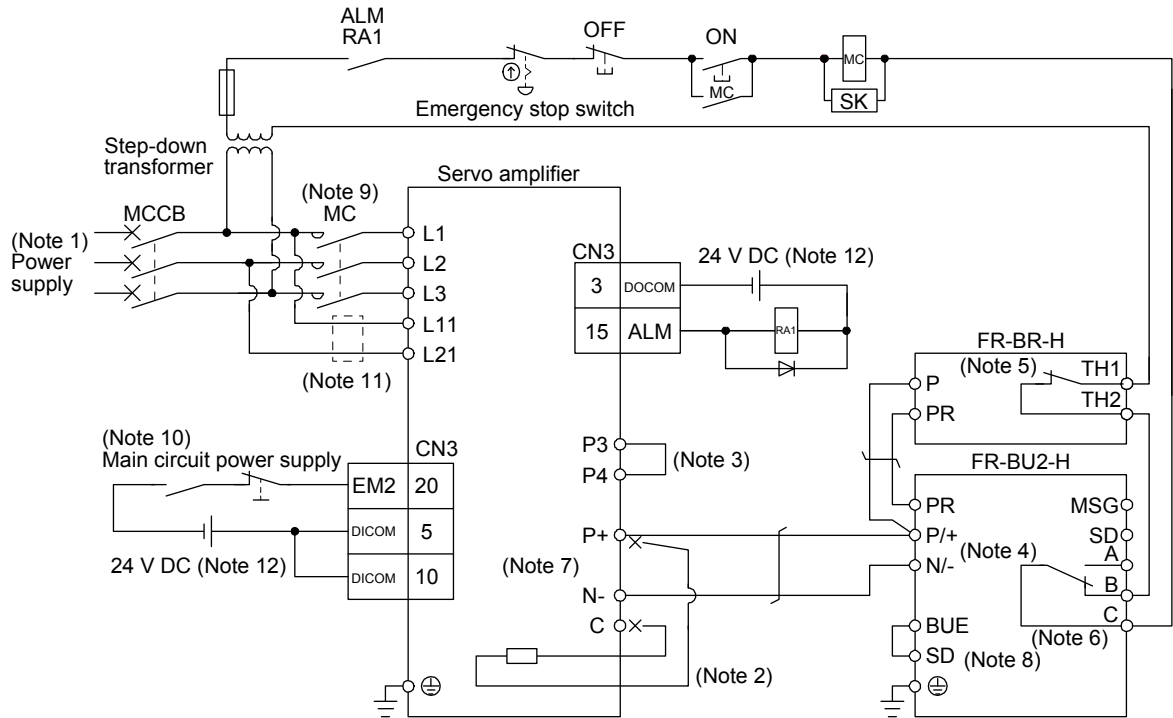 ALM
RA1
OFF
ON
MC
MC
SK
Emergency stop switch
Step-down
transformer
Servo amplifier
(Note 9)
MCCB
MC
(Note 1)
Power
supply
L1
L2
L3
L11
L21
(Note 11)
CN3
24 V DC (Note 12)
3
DOCOM
15
ALM
RA1
FR-BR-H
(Note 5)
TH1
P
TH2
PR
(Note 10)
Main circuit power supply
CN3
EM2
20
DICOM
5
DICOM
10
24 V DC (Note 12)
P3
P4
(Note 3)
FR-BU2-H
PR
MSG
P+
P/+
SD
(Note 4)
A
N/-
B
(Note 7)
N-
C
C
(Note 6)
BUE
SD
(Note 8)
(Note 2)